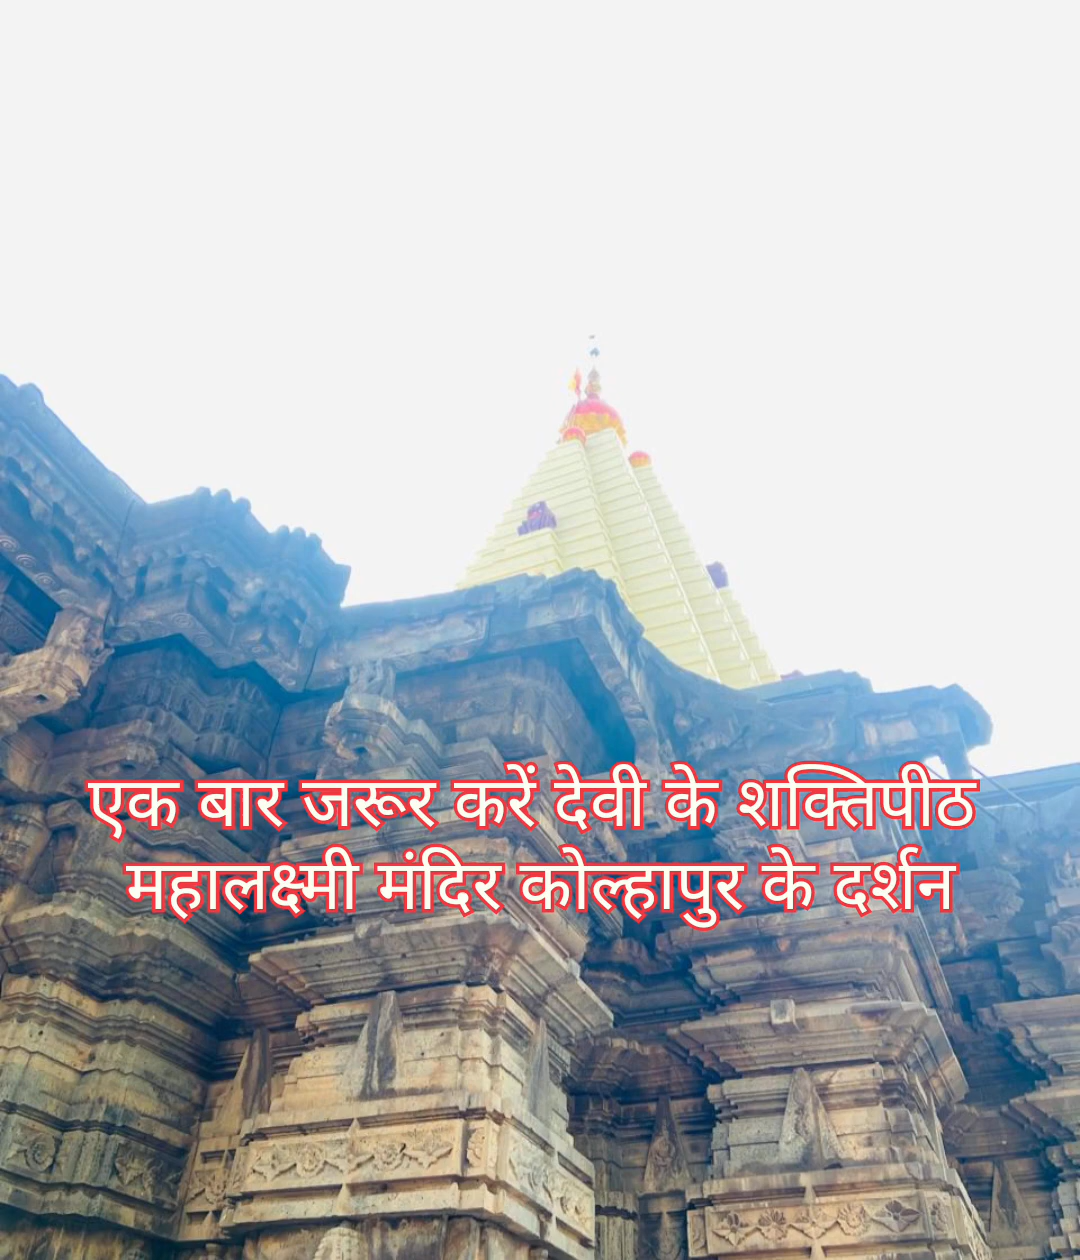 एक बार जरूर करें देवी के शक्तिपीठ
महालक्ष्मी मंदिर कोल्हापुर के दर्शन